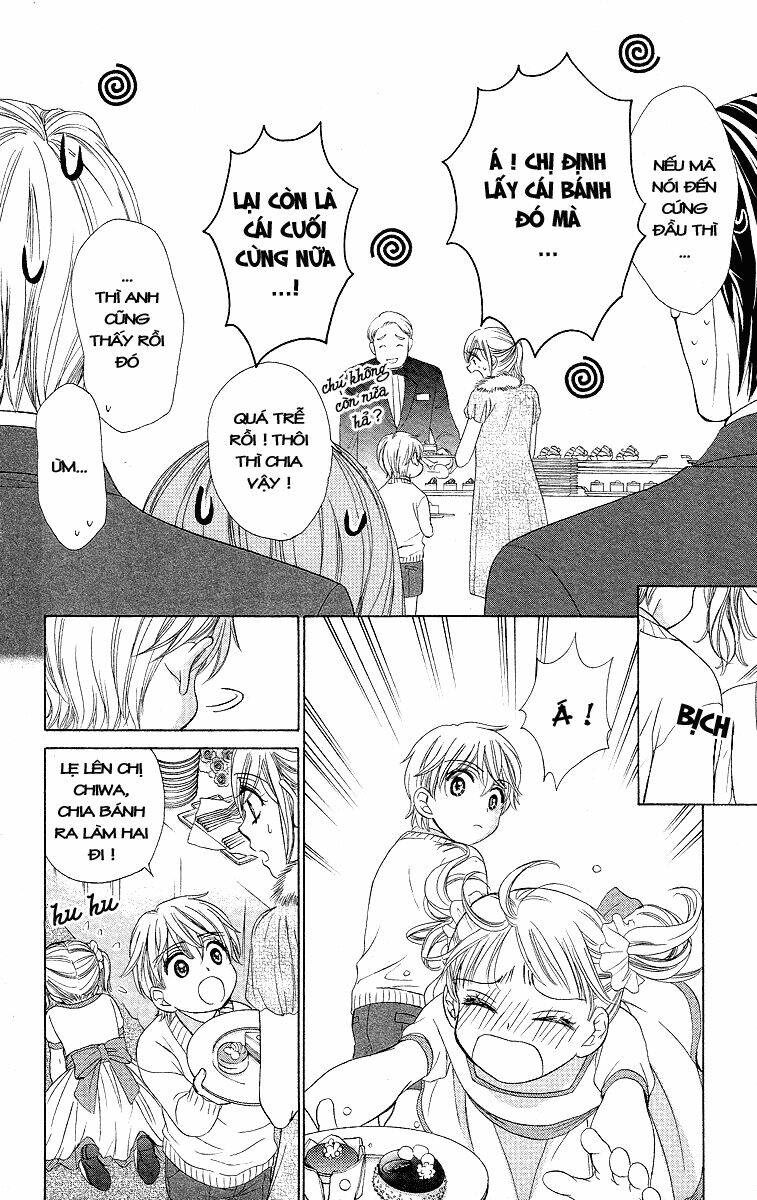 NẾU MÀ
NÓI ĐẾN
CỨNG
ĐẦU THÌ
...
Á ! CHỊ ĐỊNH
LẤY CÁI BÁNH
ĐÓ MÀ
...
LẠI CÒN LÀ
CÁI CUỐI
CÙNG NỮA
...!
...
THÌ ANH
CŨNG
THẤY RỒI
ĐÓ
ỪM...
chú không
còn nữa
hả ?
QUÁ TRỄ
RỒI ! THÔI
THÌ CHIA
VẬY !
BỊCH
Á !
LẸ LÊN CHỊ
CHIWA,
CHIA BÁNH
RA LÀM HAI
ĐI !
hu hu